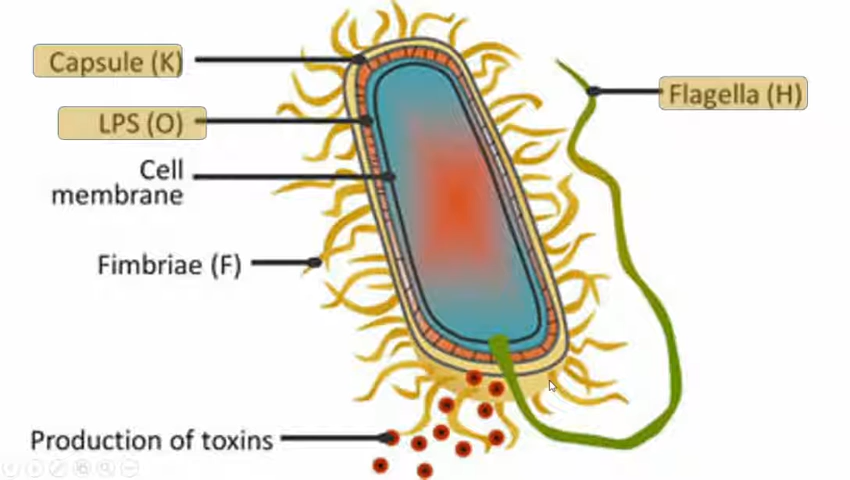 Capsule (K)
LPS (O)
Cell
membrane
Fimbriae (F)
Production of toxins
Flagella (H)